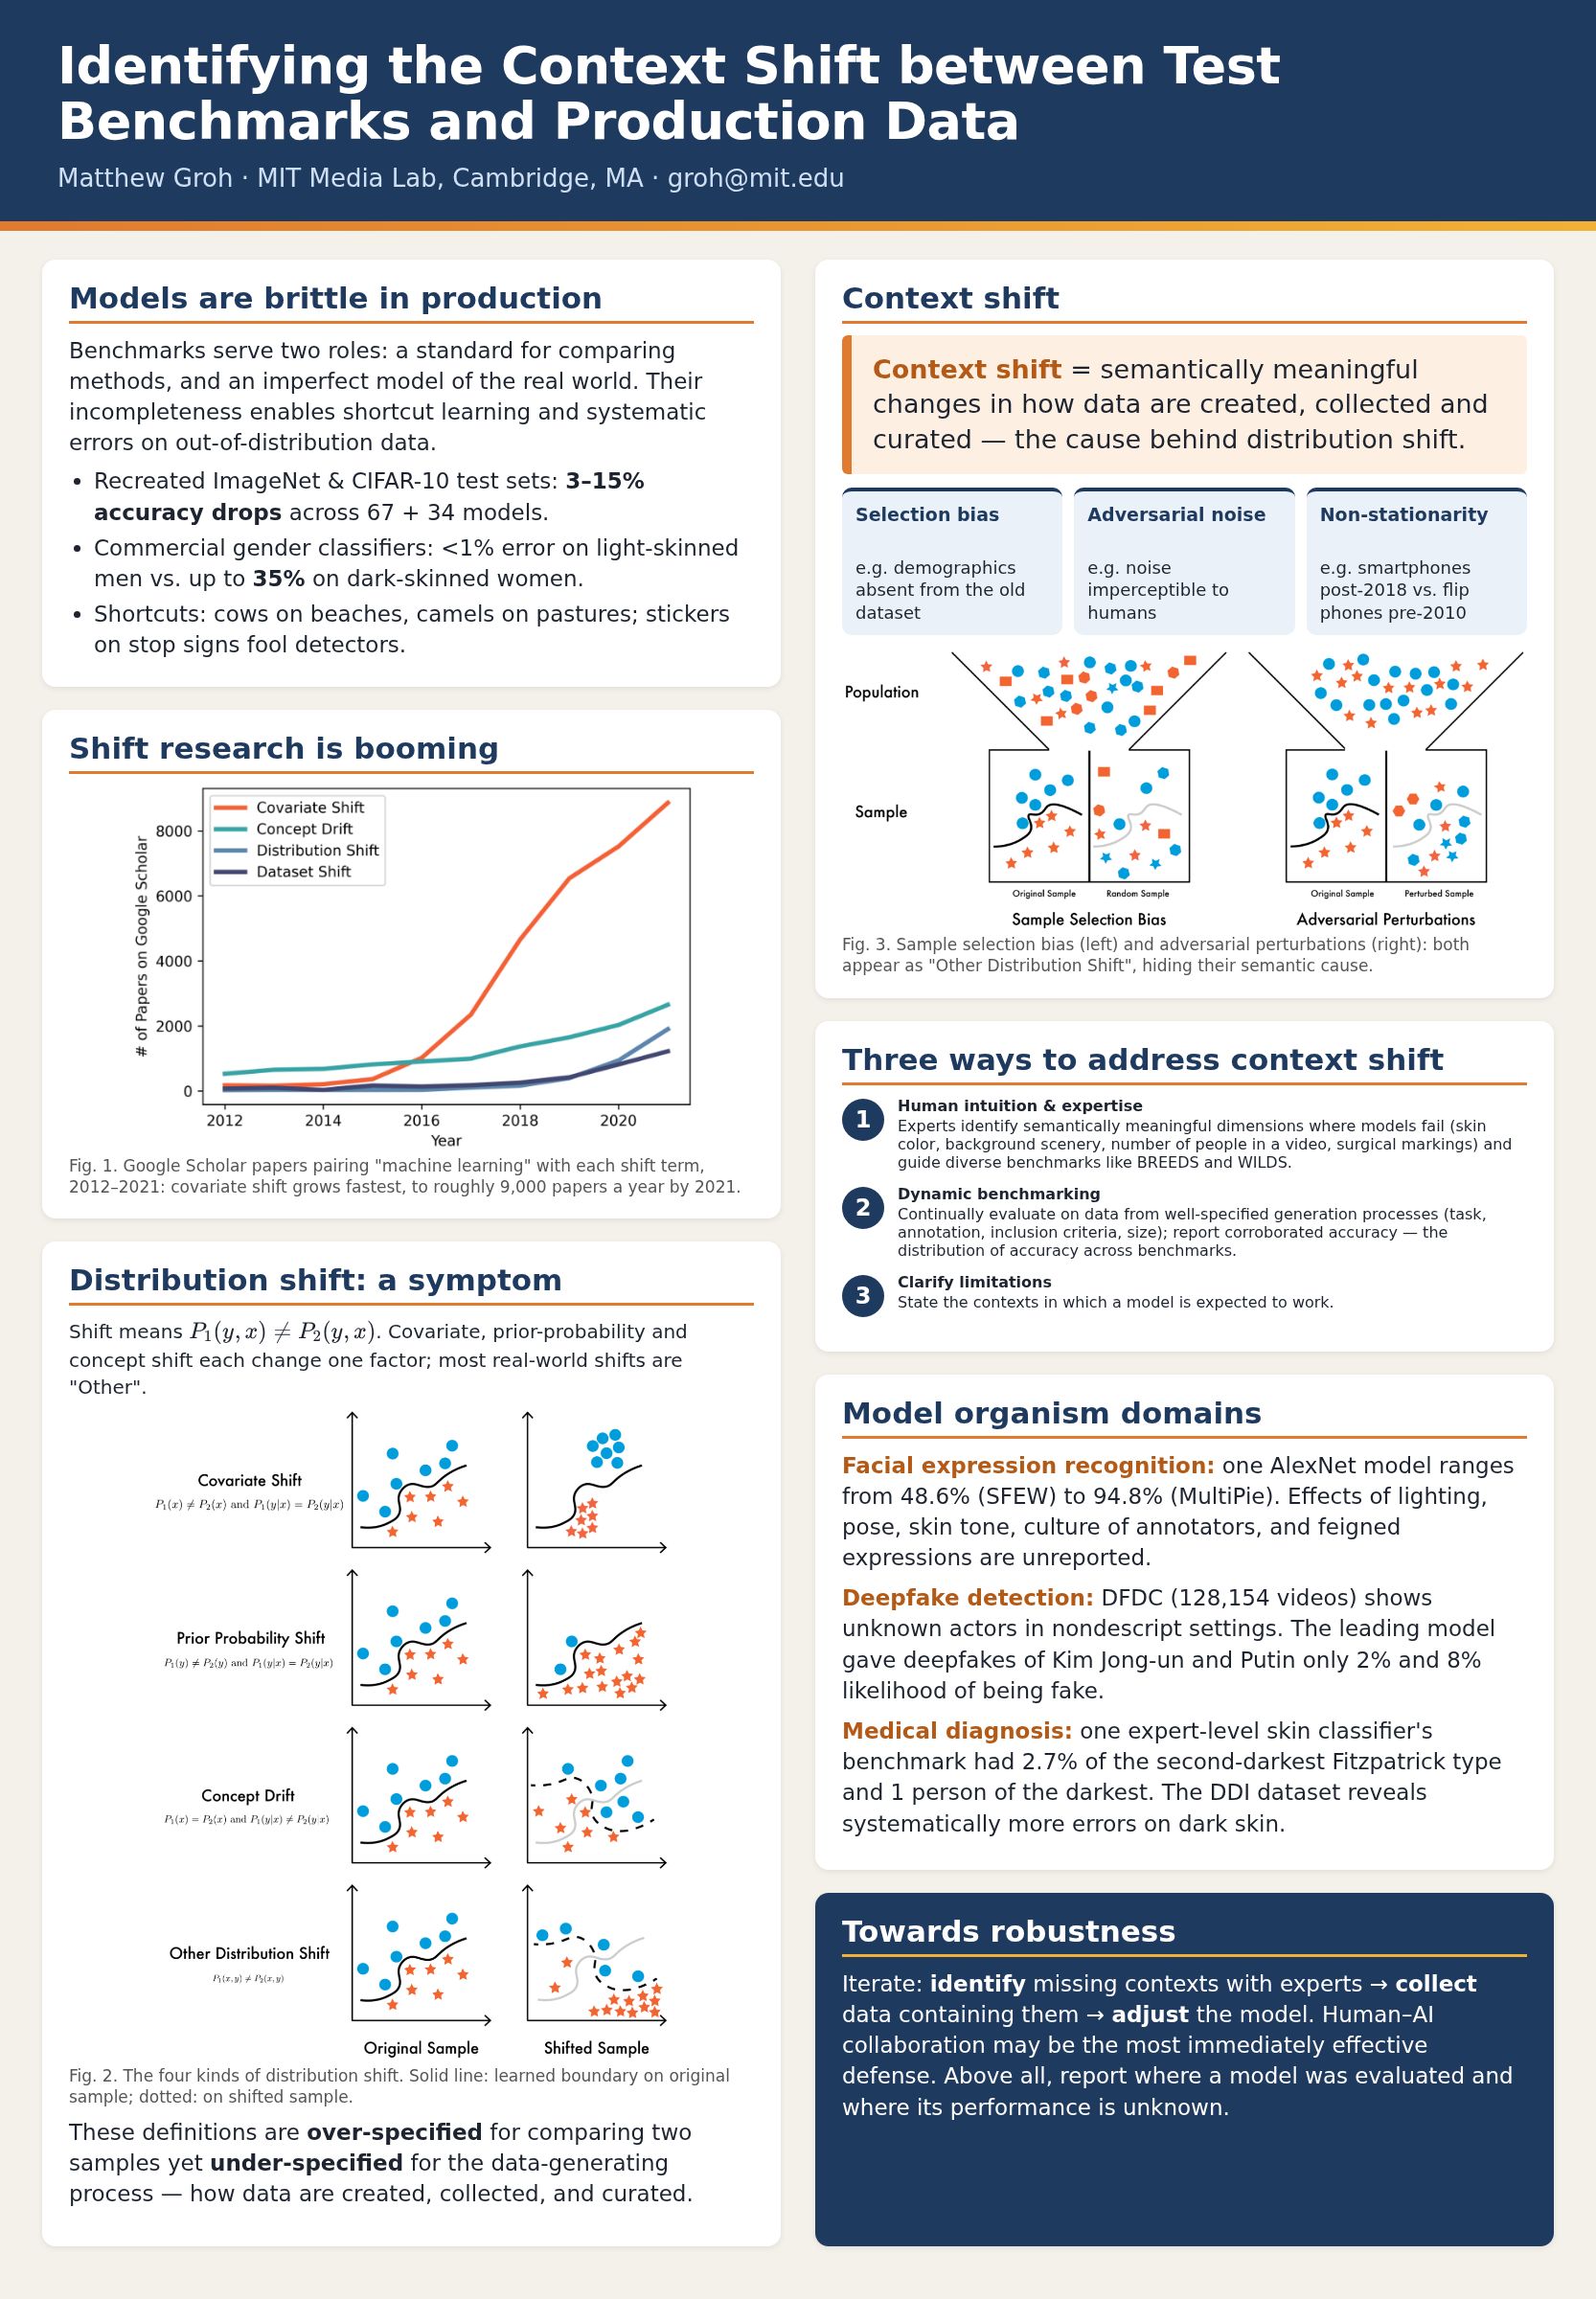 Identifying the Context Shift between Test
Benchmarks and Production Data
Matthew Groh · MIT Media Lab, Cambridge, MA · groh@mit.edu
Models are brittle in production
Benchmarks serve two roles: a standard for comparing
methods, and an imperfect model of the real world. Their
incompleteness enables shortcut learning and systematic
errors on out-of-distribution data.
• Recreated ImageNet & CIFAR-10 test sets: 3–15%
accuracy drops across 67 + 34 models.
• Commercial gender classifiers: <1% error on light-skinned
men vs. up to 35% on dark-skinned women.
• Shortcuts: cows on beaches, camels on pastures; stickers
on stop signs fool detectors.
Shift research is booming
Covariate Shift
Concept Drift
Distribution Shift
Dataset Shift
# of Papers on Google Scholar
8000
6000
4000
2000
0
2012 2014 2016 2018 2020
Year
Fig. 1. Google Scholar papers pairing "machine learning" with each shift term,
2012–2021: covariate shift grows fastest, to roughly 9,000 papers a year by 2021.
Distribution shift: a symptom
Shift means P₁(y, x) ≠ P₂(y, x). Covariate, prior-probability and
concept shift each change one factor; most real-world shifts are
"Other".
Covariate Shift
P₁(x) ≠ P₂(x) and P₁(y|x) = P₂(y|x)
Prior Probability Shift
P₁(y) ≠ P₂(y) and P₁(y|x) = P₂(y|x)
Concept Drift
P₁(x) = P₂(x) and P₁(y|x) ≠ P₂(y|x)
Other Distribution Shift
P₁(x, y) ≠ P₂(x, y)
Original Sample Shifted Sample
Fig. 2. The four kinds of distribution shift. Solid line: learned boundary on original
sample; dotted: on shifted sample.
These definitions are over-specified for comparing two
samples yet under-specified for the data-generating
process — how data are created, collected, and curated.
Context shift
Context shift = semantically meaningful
changes in how data are created, collected and
curated — the cause behind distribution shift.
Selection bias
e.g. demographics
absent from the old
dataset
Adversarial noise
e.g. noise
imperceptible to
humans
Non-stationarity
e.g. smartphones
post-2018 vs. flip
phones pre-2010
Population
Sample
Original Sample Random Sample Original Sample Perturbed Sample
Sample Selection Bias Adversarial Perturbations
Fig. 3. Sample selection bias (left) and adversarial perturbations (right): both
appear as "Other Distribution Shift", hiding their semantic cause.
Three ways to address context shift
1 Human intuition & expertise
Experts identify semantically meaningful dimensions where models fail (skin
color, background scenery, number of people in a video, surgical markings) and
guide diverse benchmarks like BREEDS and WILDS.
2 Dynamic benchmarking
Continually evaluate on data from well-specified generation processes (task,
annotation, inclusion criteria, size); report corroborated accuracy — the
distribution of accuracy across benchmarks.
3 Clarify limitations
State the contexts in which a model is expected to work.
Model organism domains
Facial expression recognition: one AlexNet model ranges
from 48.6% (SFEW) to 94.8% (MultiPie). Effects of lighting,
pose, skin tone, culture of annotators, and feigned
expressions are unreported.
Deepfake detection: DFDC (128,154 videos) shows
unknown actors in nondescript settings. The leading model
gave deepfakes of Kim Jong-un and Putin only 2% and 8%
likelihood of being fake.
Medical diagnosis: one expert-level skin classifier's
benchmark had 2.7% of the second-darkest Fitzpatrick type
and 1 person of the darkest. The DDI dataset reveals
systematically more errors on dark skin.
Towards robustness
Iterate: identify missing contexts with experts → collect
data containing them → adjust the model. Human–AI
collaboration may be the most immediately effective
defense. Above all, report where a model was evaluated and
where its performance is unknown.